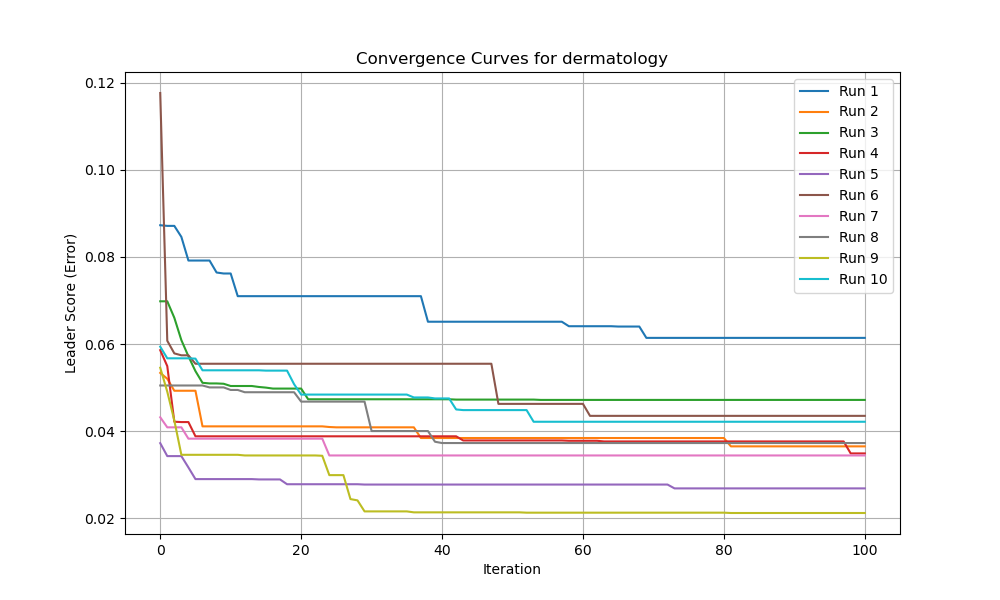 Convergence Curves for dermatology
Leader Score (Error)
0.12
0.10
0.08
0.06
0.04
0.02
0
20
40
60
80
100
Iteration
Run 1
Run 2
Run 3
Run 4
Run 5
Run 6
Run 7
Run 8
Run 9
Run 10